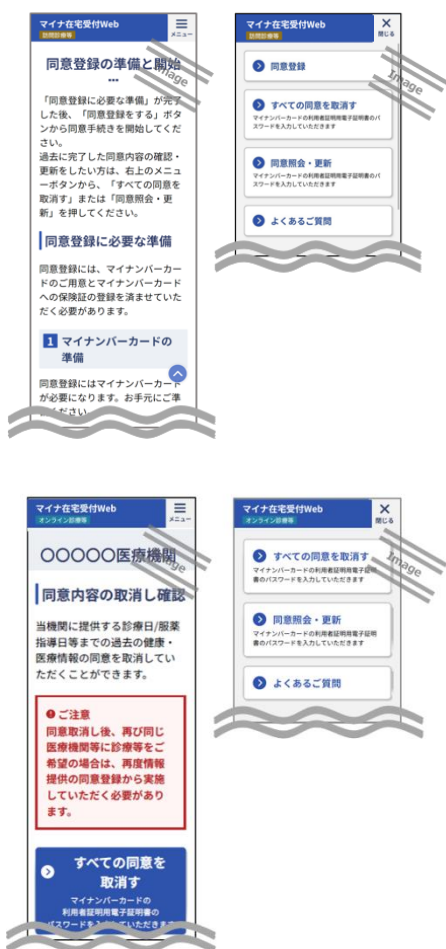 マイナ在宅受付Web
訪問診療等
メニュー
同意登録の準備と開始
Image
「同意登録に必要な準備」が完了
した後、「同意登録をする」ボタ
ンから同意手続きを開始してくだ
さい。
過去に完了した同意内容の確認・
更新をしたい方は、右上のメニュ
ーボタンから、「すべての同意を
取消す」または「同意照会・更
新」を押してください。
同意登録に必要な準備
同意登録には、マイナンバーカー
ドのご用意とマイナンバーカード
への保険証の登録を済ませていた
だく必要があります。
1 マイナンバーカードの
準備
同意登録にはマイナンバーカード
が必要になります。お手元にご準
ださい
マイナ在宅受付Web
訪問診療等
閉じる
同意登録
Image
すべての同意を取消す
マイナンバーカードの利用者証明用電子証明書のパ
スワードを入力していただきます
同意照会・更新
マイナンバーカードの利用者証明用電子証明書のパ
スワードを入力していただきます
よくあるご質問
マイナ在宅受付Web
オンライン診療等
メニュー
○○○○○医療機関
Image
同意内容の取消し確認
当機関に提供する診療日/服薬
指導日等までの過去の健康・
医療情報の同意を取消してい
ただくことができます。
ご注意
同意取消し後、再び同じ
医療機関等に診療等をご
希望の場合は、再度情報
提供の同意登録から実施
していただく必要があり
ます。
すべての同意を
取消す
マイナンバーカードの
利用者証明用電子証明書の
パスワードを入力していただきます
マイナ在宅受付Web
オンライン診療等
閉じる
すべての同意を取消す
Image
マイナンバーカードの利用者証明用電子証明
書のパスワードを入力していただきます
同意照会・更新
マイナンバーカードの利用者証明用電子証明
書のパスワードを入力していただきます
よくあるご質問